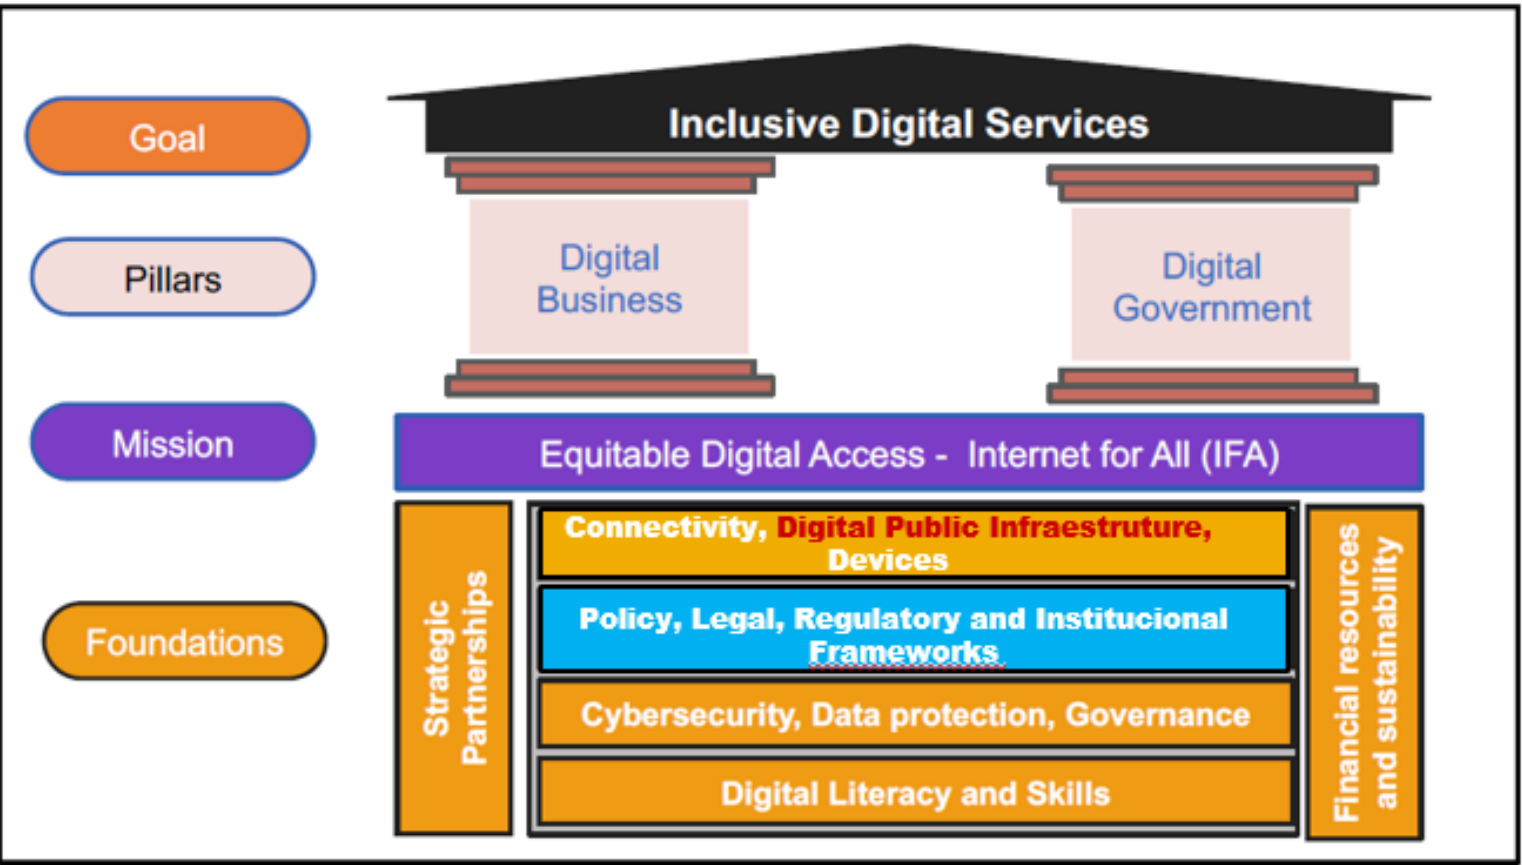 Goal
Inclusive Digital Services
Pillars
Digital
Business
Digital
Government
Mission
Equitable Digital Access - Internet for All (IFA)
Foundations
Strategic
Partnerships
Connectivity, Digital Public Infraestruture,
Devices
Policy, Legal, Regulatory and Institucional
Frameworks
Cybersecurity, Data protection, Governance
Digital Literacy and Skills
Financial resources
and sustainability